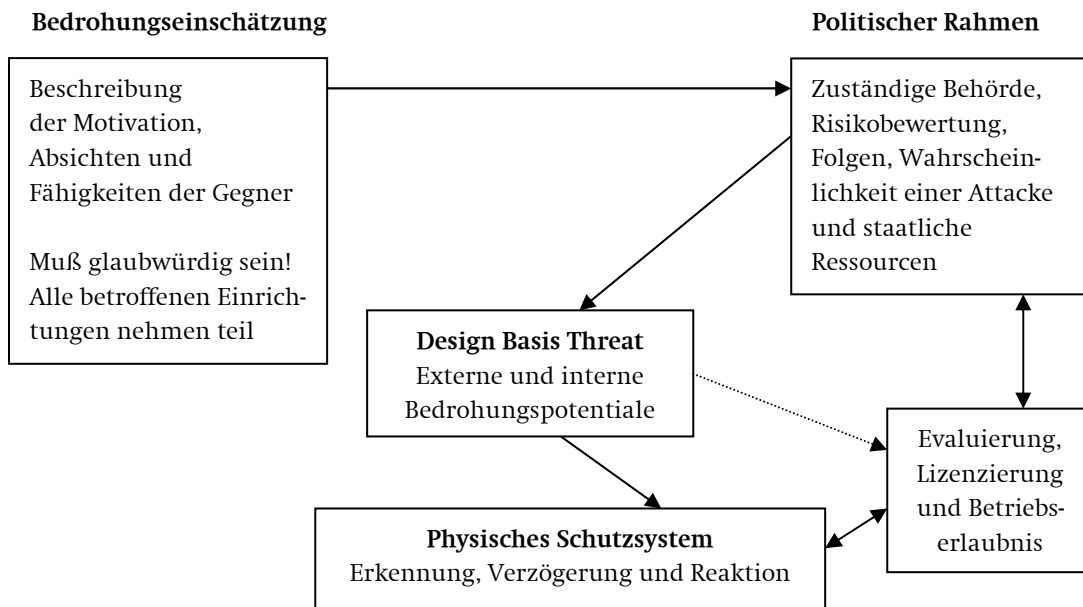 Bedrohungseinschätzung
Beschreibung
der Motivation,
Absichten und
Fähigkeiten der Gegner
Muß glaubwürdig sein!
Alle betroffenen Einrich-
tungen nehmen teil
Politischer Rahmen
Zuständige Behörde,
Risikobewertung,
Folgen, Wahrschein-
lichkeit einer Attacke
und staatliche
Ressourcen
Design Basis Threat
Externe und interne
Bedrohungspotentiale
Evaluierung,
Lizenzierung
und Betriebs-
erlaubnis
Physisches Schutzsystem
Erkennung, Verzögerung und Reaktion